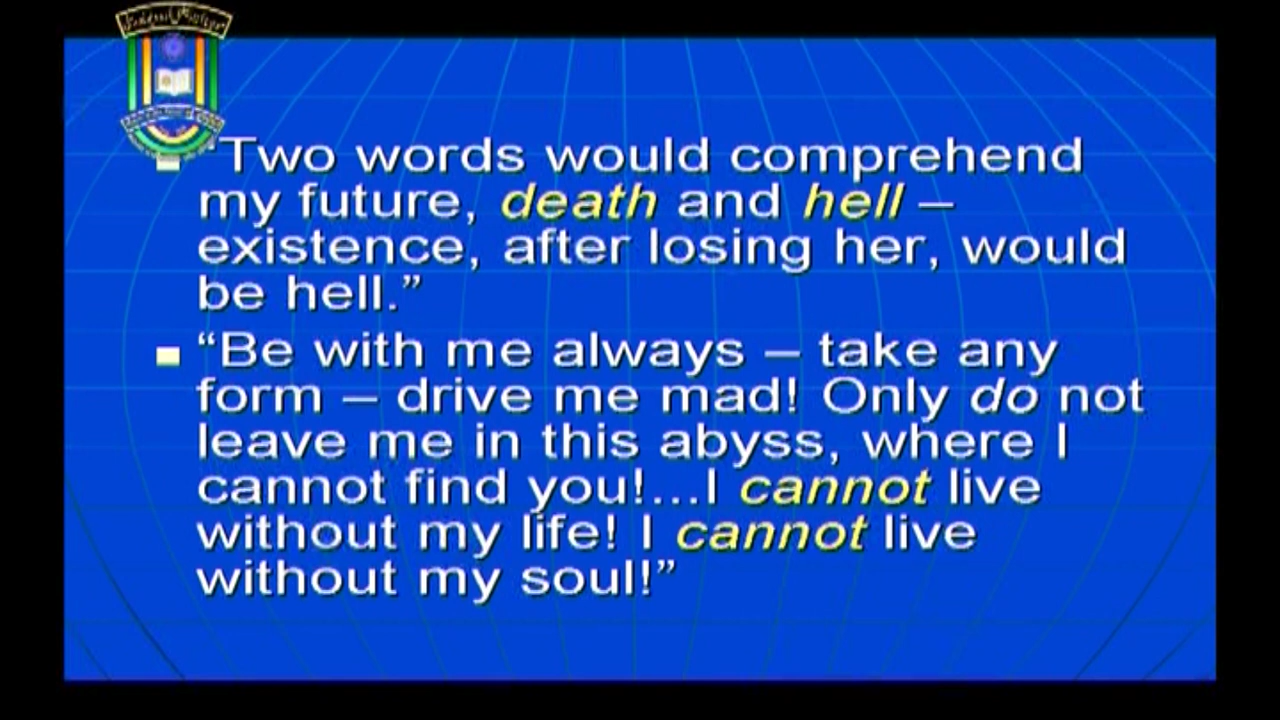 "Two words would comprehend
my future, death and hell –
existence, after losing her, would
be hell.”
“Be with me always – take any
form – drive me mad! Only do not
leave me in this abyss, where I
cannot find you!...I cannot live
without my life! I cannot live
without my soul!”